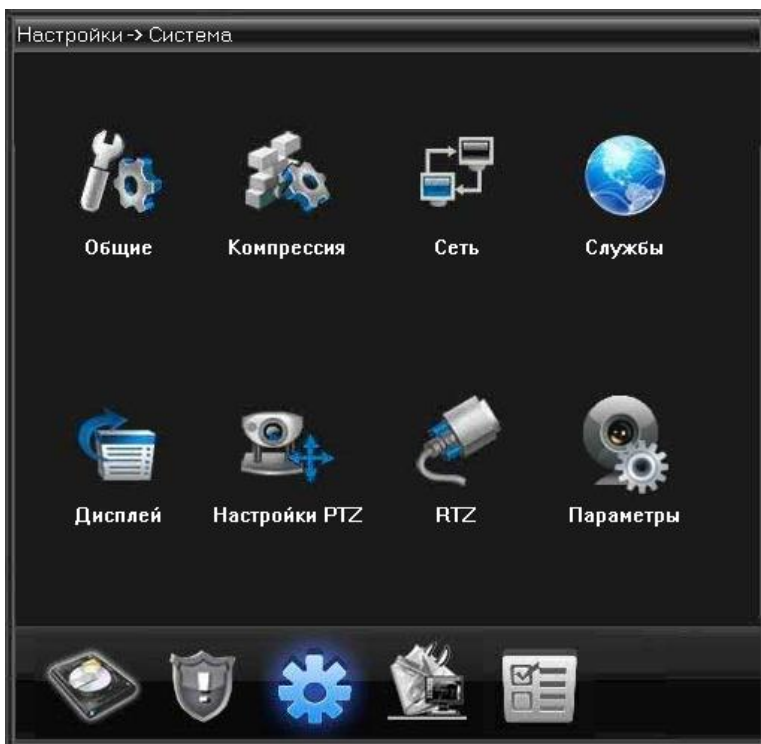 Настройки -> Система
Общие
Компрессия
Сеть
Службы
Дисплей
Настройки PTZ
RTZ
Параметры